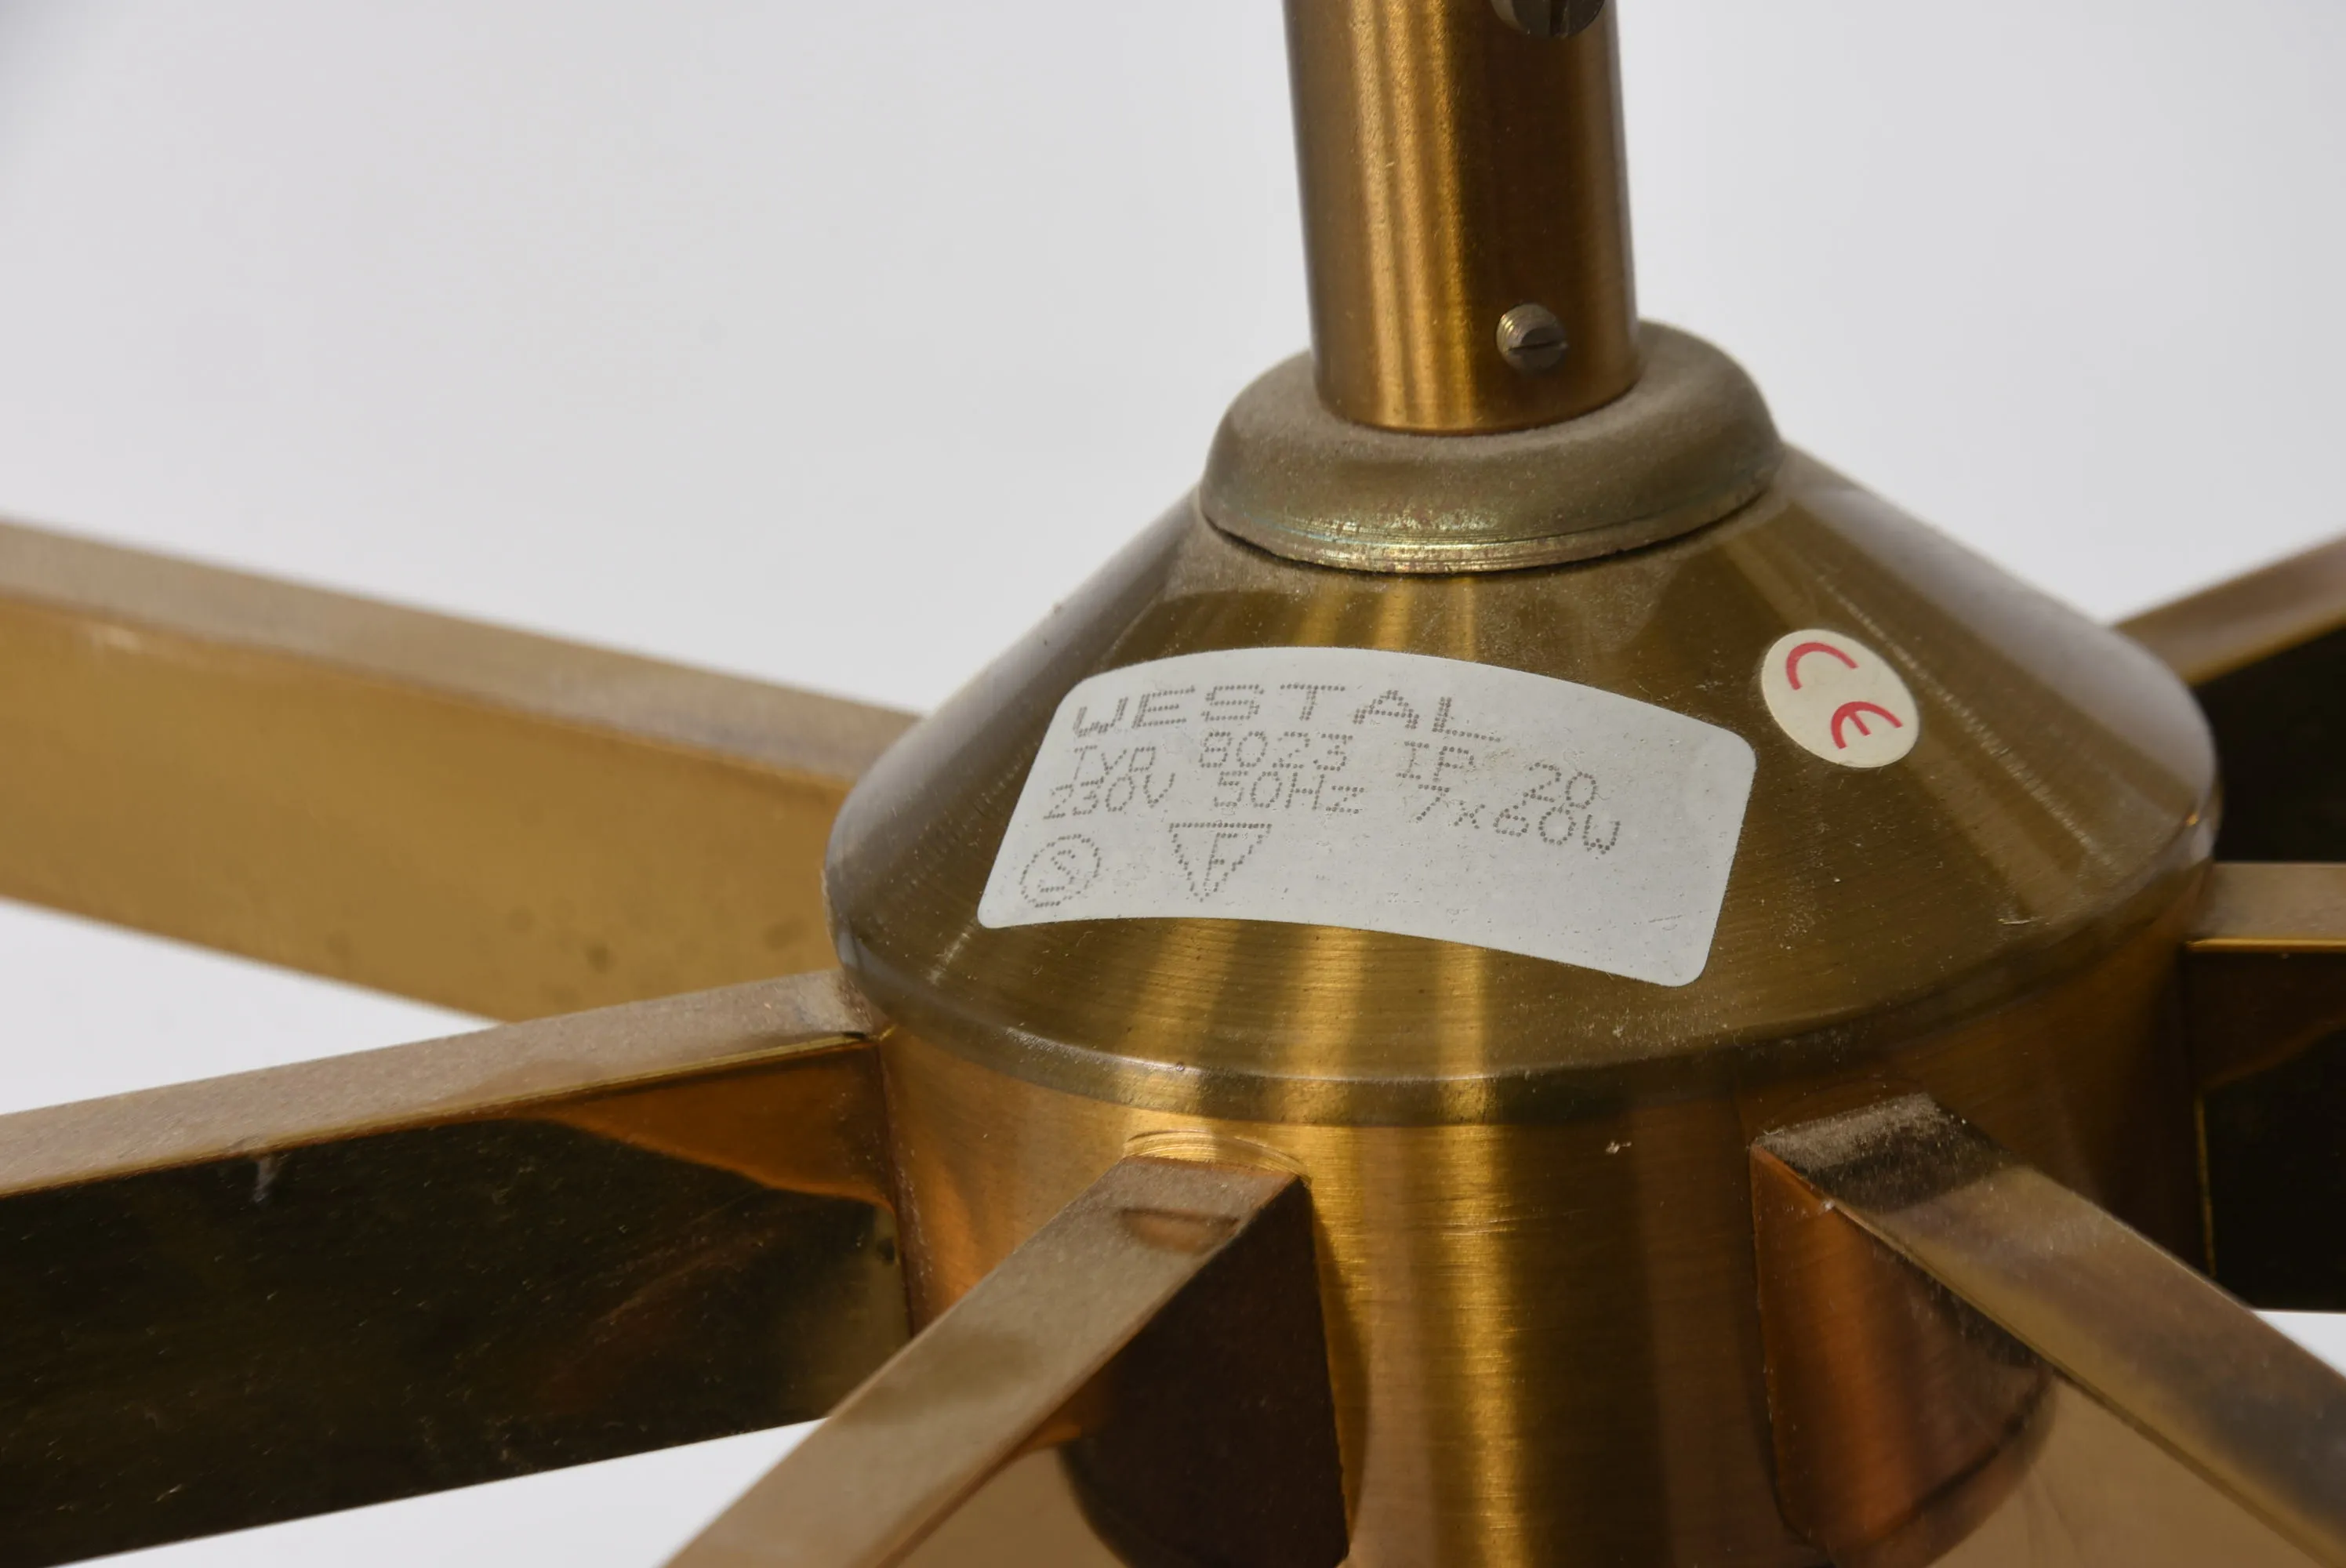 WESTAL
TYP 8023 IP 20
230V 50HZ 7x60W
S F
CE